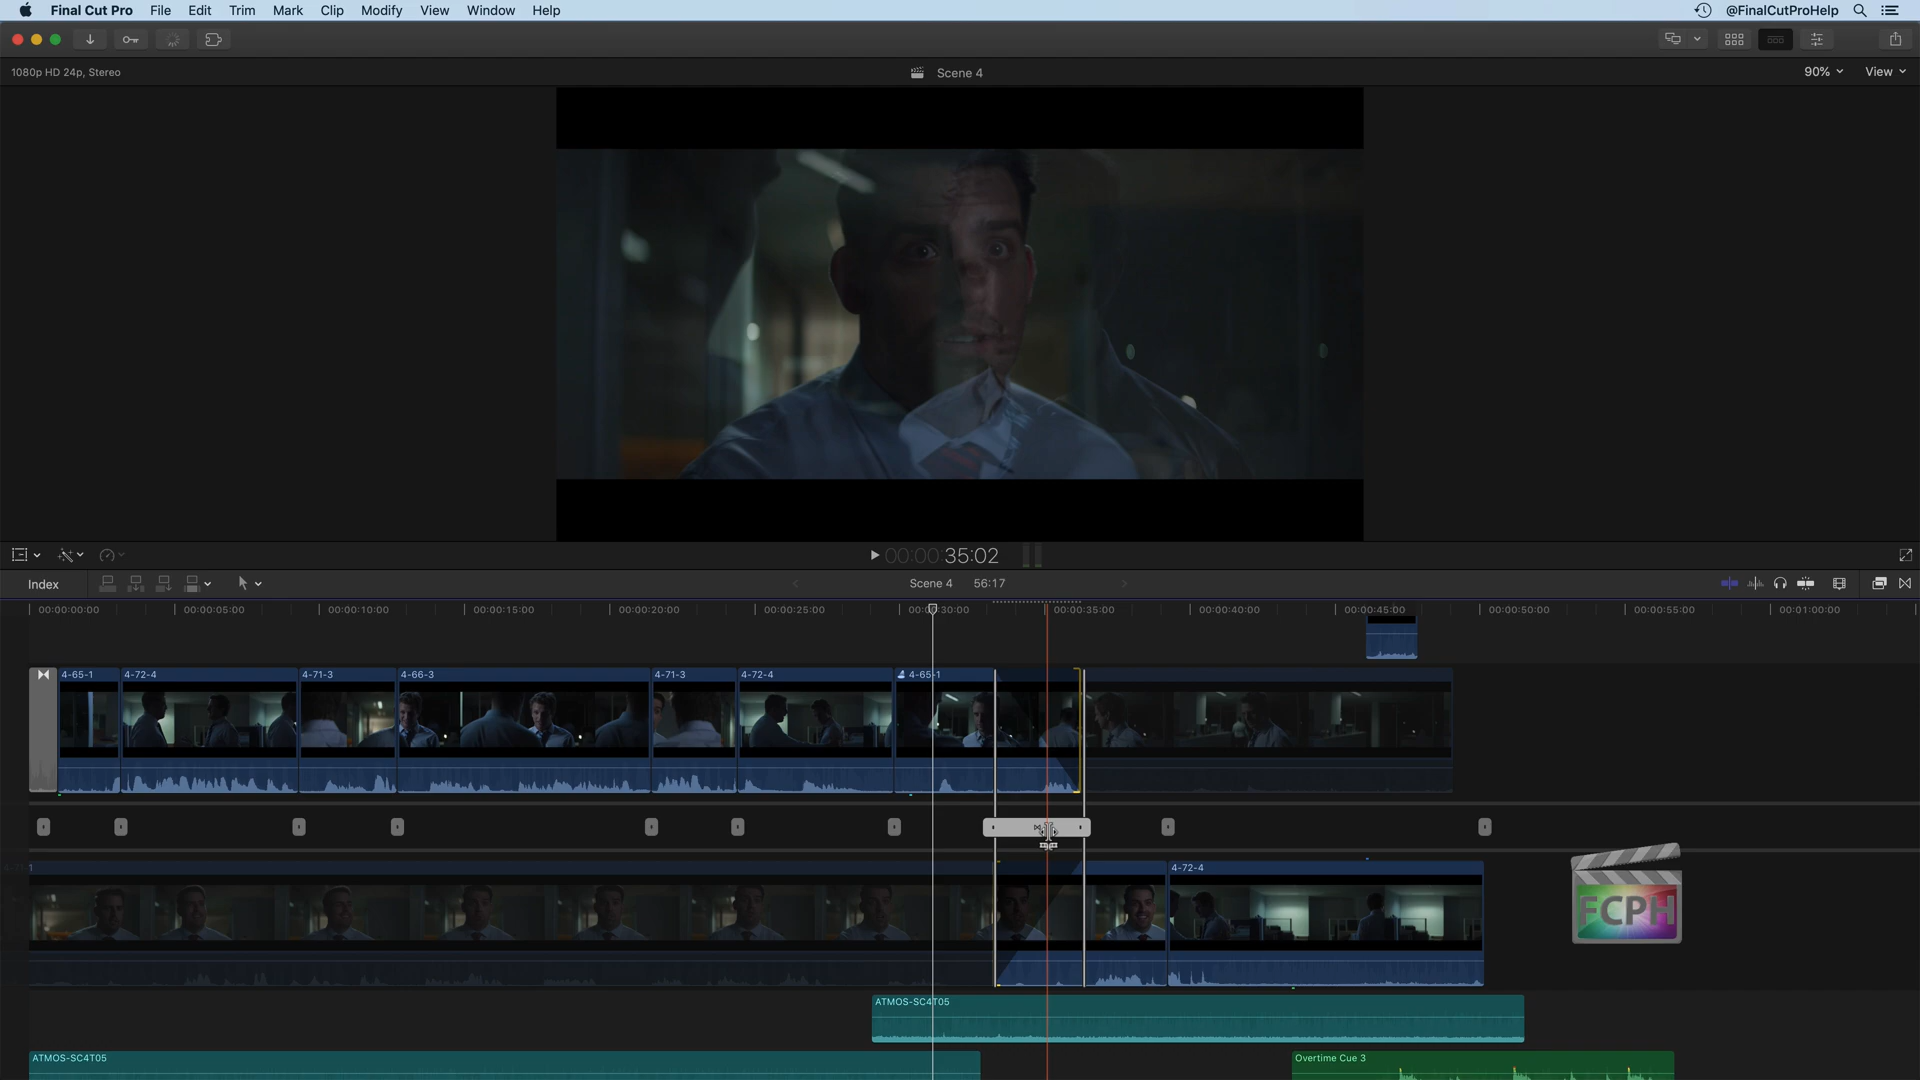 Final Cut Pro File Edit Trim Mark Clip Modify View Window Help @FinalCutProHelp
1080p HD 24p, Stereo Scene 4 90% View
00:00:35:02
Index Scene 4 56:17
00:00:00:00 00:00:05:00 00:00:10:00 00:00:15:00 00:00:20:00 00:00:25:00 00:00:30:00 00:00:35:00 00:00:40:00 00:00:45:00 00:00:50:00 00:00:55:00 00:01:00:00
4-65-1 4-72-4 4-71-3 4-66-3 4-71-3 4-72-4 4-65-1
4-72-4
FCPH
ATMOS-SC4T05
ATMOS-SC4T05 Overtime Cue 3